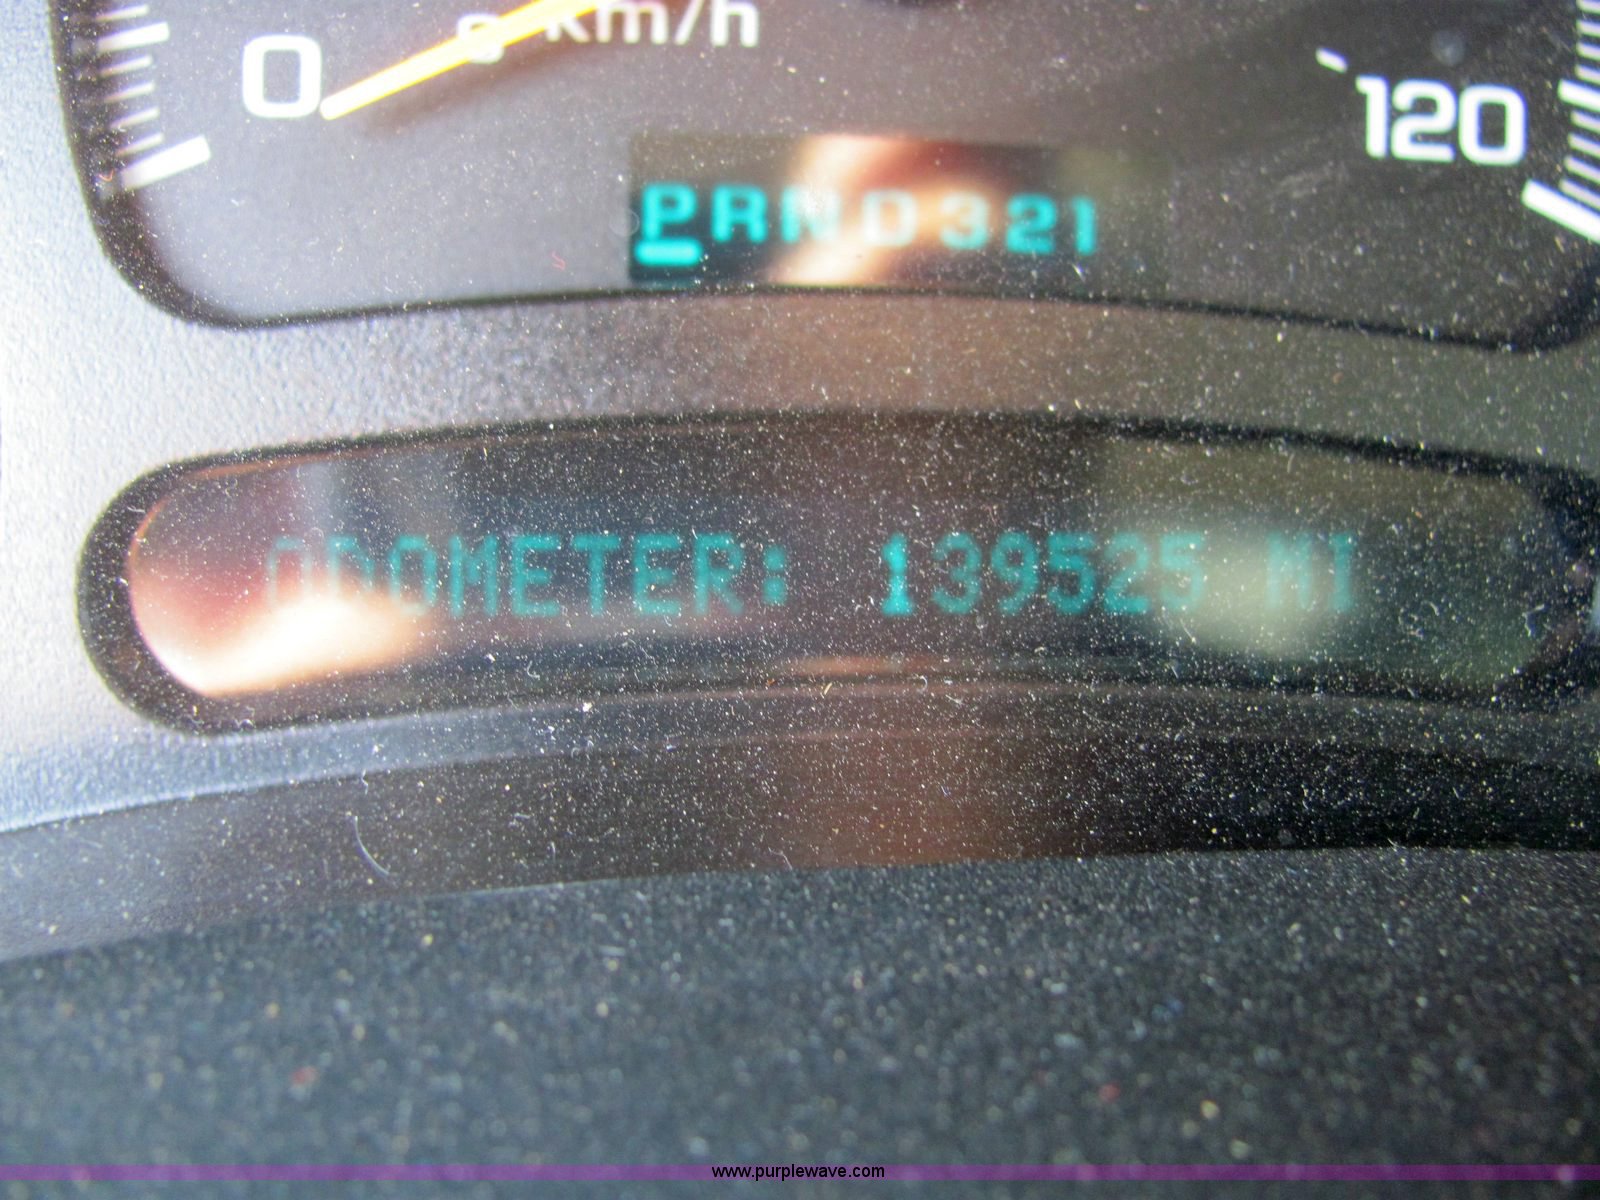 0 km/h 120
PRND321
ODOMETER: 139525 MI
www.purplewave.com